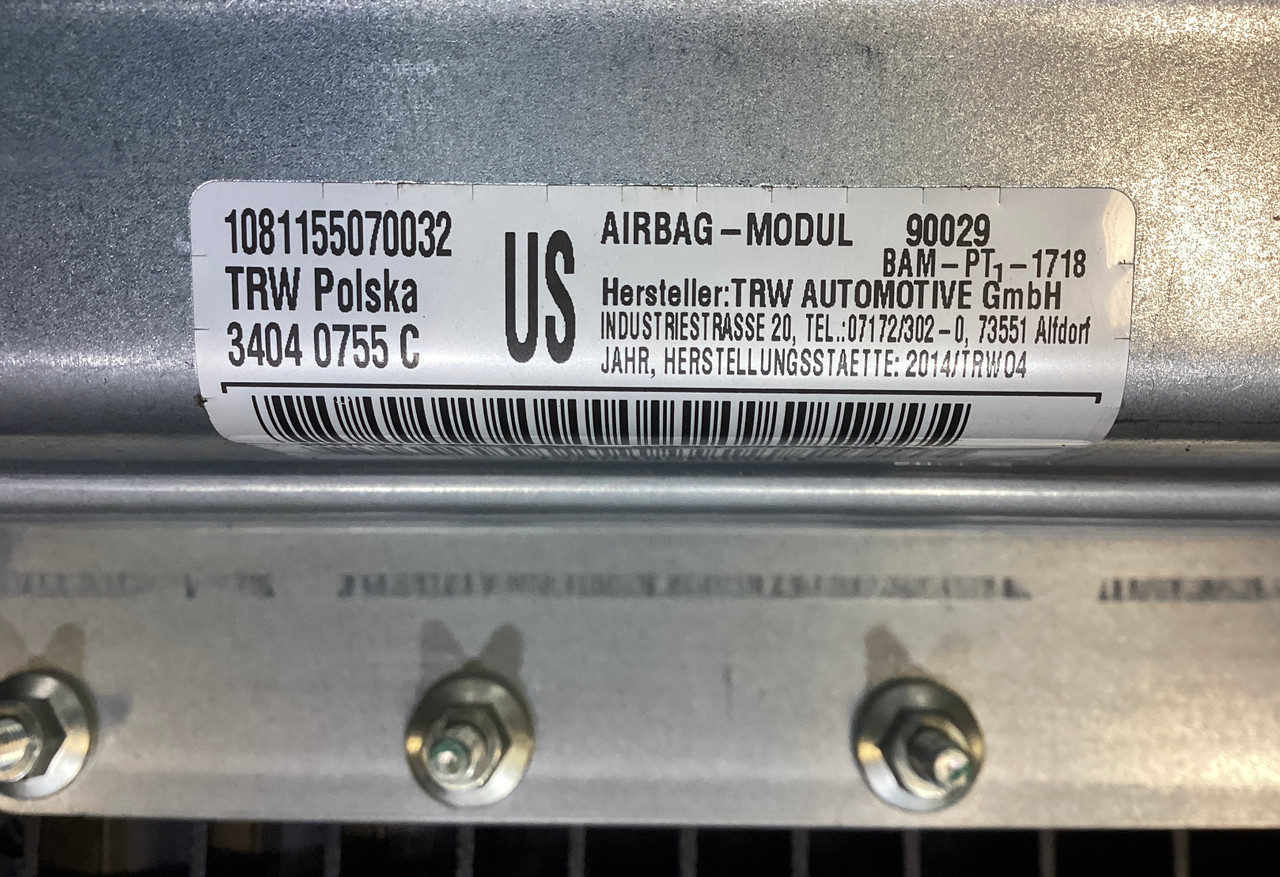 1081155070032
TRW Polska
3404 0755 C
US
AIRBAG-MODUL 90029
BAM-PT1-1718
Hersteller:TRW AUTOMOTIVE GmbH
INDUSTRIESTRASSE 20, TEL.:07172/302-0, 73551 Alfdorf
JAHR, HERSTELLUNGSSTAETTE: 2014/TRW04